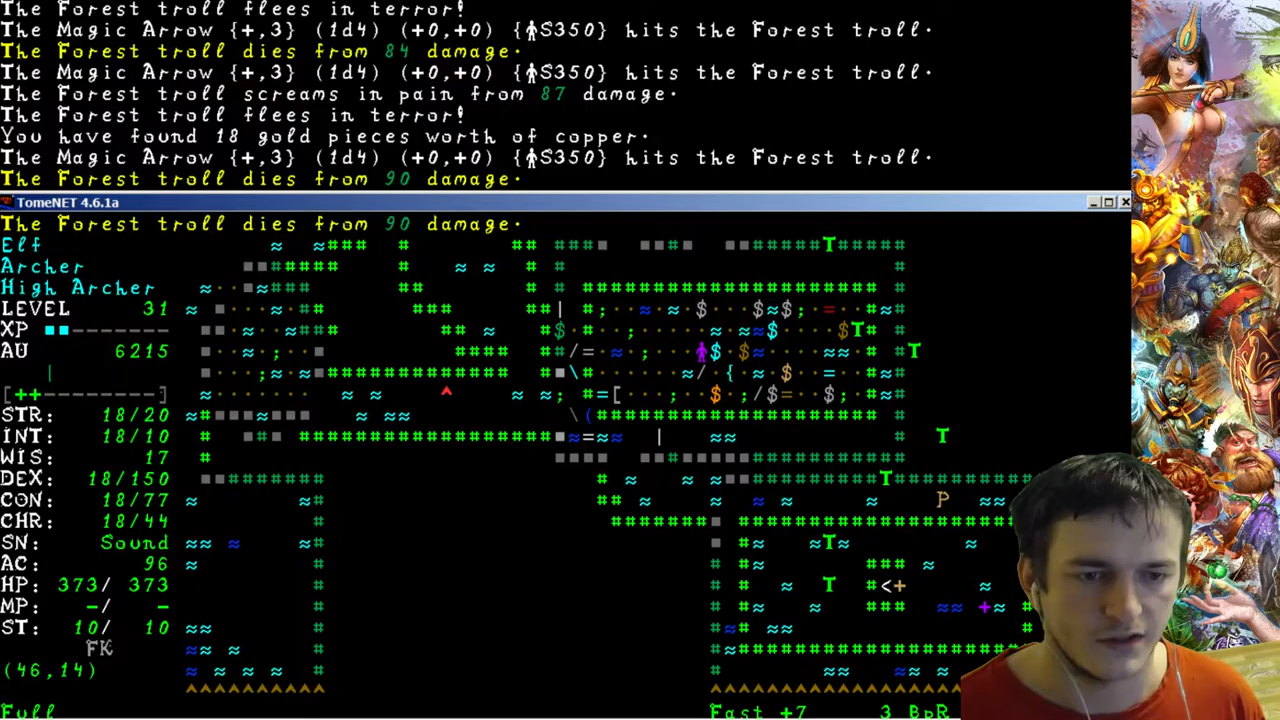 The Forest troll flees in terror!
The Magic Arrow {+,3} (1d4) (+0,+0) {S350} hits the Forest troll.
The Forest troll dies from 84 damage.
The Magic Arrow {+,3} (1d4) (+0,+0) {S350} hits the Forest troll.
The Forest troll screams in pain from 87 damage.
The Forest troll flees in terror!
You have found 18 gold pieces worth of copper.
The Magic Arrow {+,3} (1d4) (+0,+0) {S350} hits the Forest troll.
The Forest troll dies from 90 damage.
TomeNET 4.6.1a
The Forest troll dies from 90 damage.
Elf
Archer
High Archer
LEVEL 31
XP
AU 6215
[++--------]
STR: 18/20
INT: 18/10
WIS: 17
DEX: 18/150
CON: 18/77
CHR: 18/44
SN: Sound
AC: 96
HP: 373/ 373
MP: -/ -
ST: 10/ 10
FK
(46,14)
Full Fast +7 3 BpR